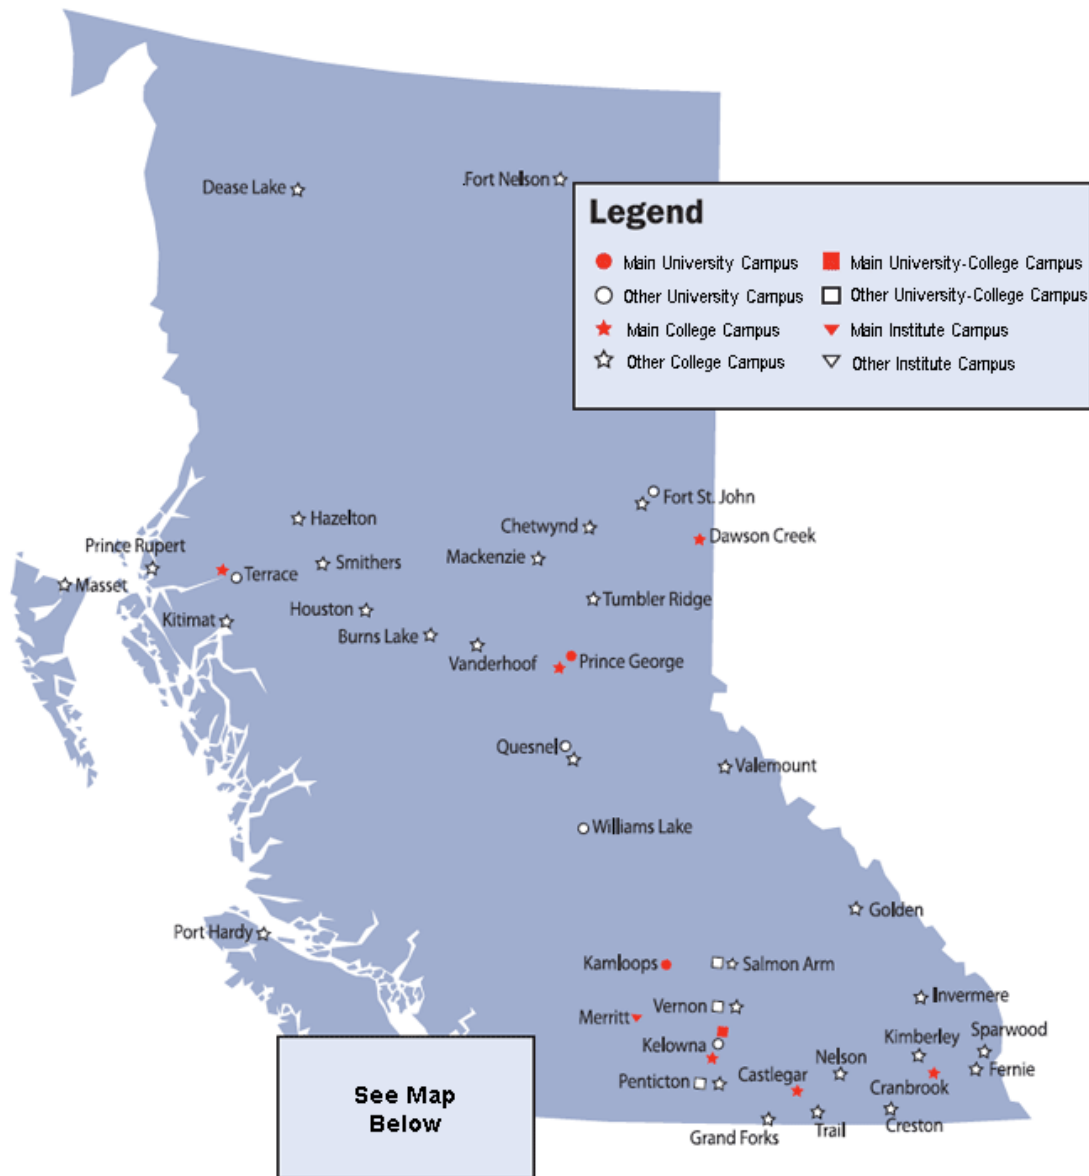 Dease Lake
.Fort Nelson
Legend
Main University Campus
Main University-College Campus
Other University Campus
Other University-College Campus
Main College Campus
Main Institute Campus
Other College Campus
Other Institute Campus
Fort St. John
Hazelton
Chetwynd
Dawson Creek
Prince Rupert
Mackenzie
Smithers
Terrace
Masset
Tumbler Ridge
Houston
Kitimat
Burns Lake
Vanderhoof
Prince George
Quesnel
Valemount
Williams Lake
Golden
Port Hardy
Kamloops
Salmon Arm
Invermere
Vernon
Merritt
Sparwood
Kimberley
Kelowna
Nelson
Fernie
Castlegar
Penticton
Cranbrook
See Map
Below
Creston
Trail
Grand Forks